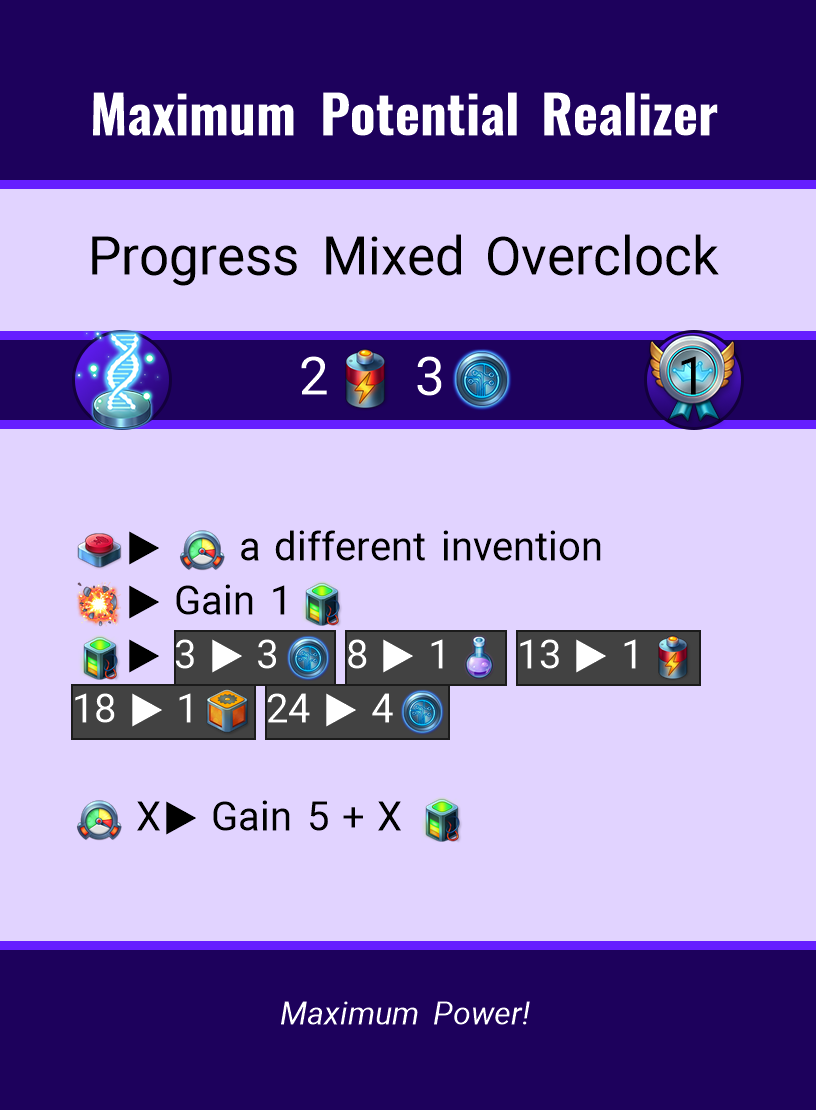 Maximum Potential Realizer
Progress Mixed Overclock
2 3 1
▶ a different invention
▶ Gain 1
▶ 3 ▶ 3 8 ▶ 1 13 ▶ 1
18 ▶ 1 24 ▶ 4
X▶ Gain 5 + X
Maximum Power!